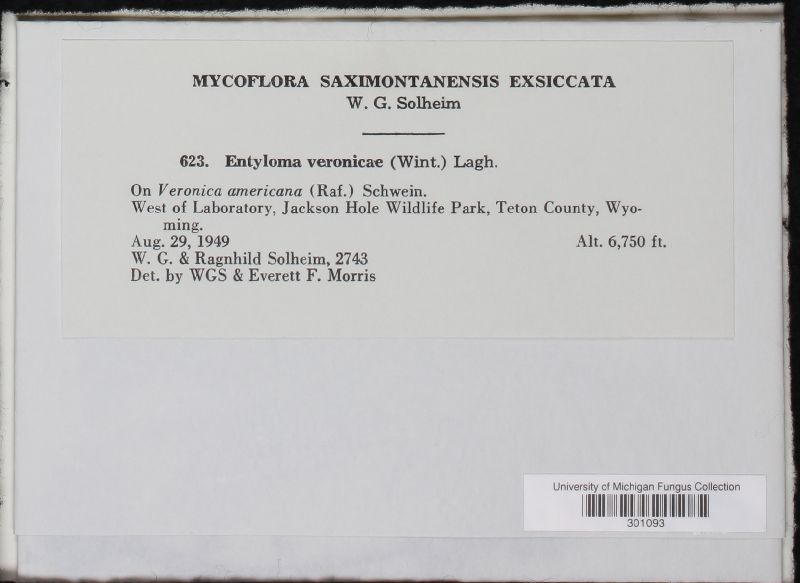 MYCOFLORA SAXIMONTANENSIS EXSICCATA
W. G. Solheim
623. Entyloma veronicae (Wint.) Lagh.
On Veronica americana (Raf.) Schwein.
West of Laboratory, Jackson Hole Wildlife Park, Teton County, Wyo-
ming.
Aug. 29, 1949 Alt. 6,750 ft.
W. G. & Ragnhild Solheim, 2743
Det. by WGS & Everett F. Morris
University of Michigan Fungus Collection
301093